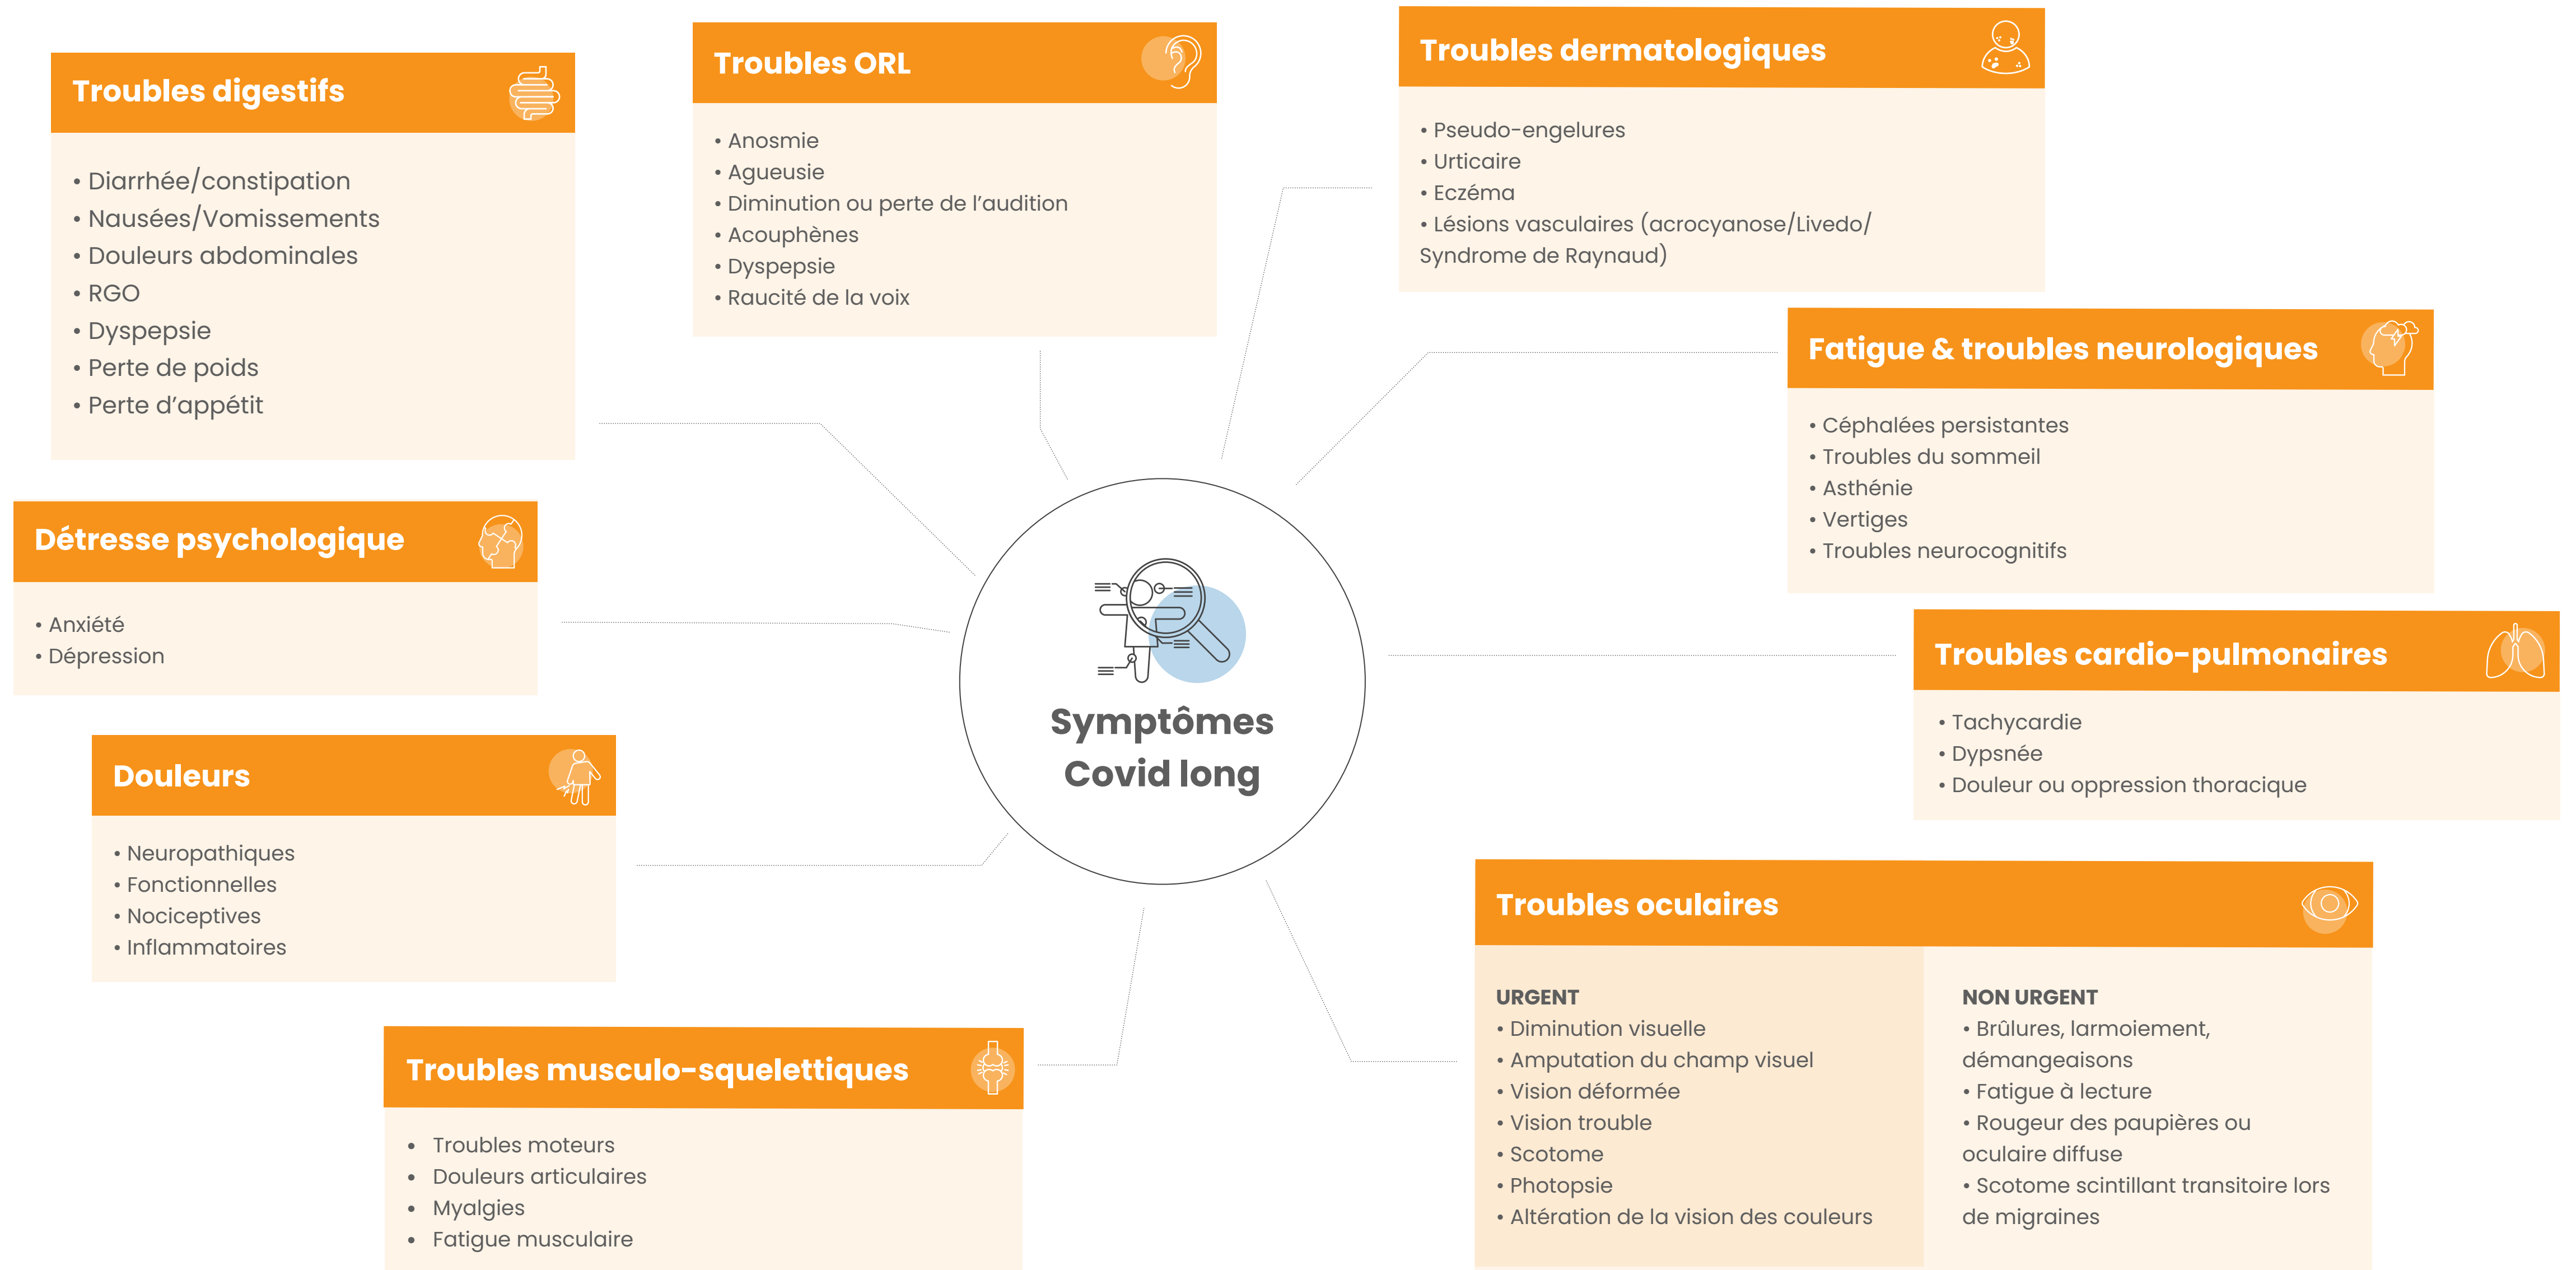 Troubles digestifs
• Diarrhée/constipation
• Nausées/Vomissements
• Douleurs abdominales
• RGO
• Dyspepsie
• Perte de poids
• Perte d’appétit
Troubles ORL
• Anosmie
• Agueusie
• Diminution ou perte de l’audition
• Acouphènes
• Dyspepsie
• Raucité de la voix
Troubles dermatologiques
• Pseudo-engelures
• Urticaire
• Eczéma
• Lésions vasculaires (acrocyanose/Livedo/
Syndrome de Raynaud)
Fatigue & troubles neurologiques
• Céphalées persistantes
• Troubles du sommeil
• Asthénie
• Vertiges
• Troubles neurocognitifs
Détresse psychologique
• Anxiété
• Dépression
Symptômes
Covid long
Troubles cardio-pulmonaires
• Tachycardie
• Dypsnée
• Douleur ou oppression thoracique
Douleurs
• Neuropathiques
• Fonctionnelles
• Nociceptives
• Inflammatoires
Troubles musculo-squelettiques
• Troubles moteurs
• Douleurs articulaires
• Myalgies
• Fatigue musculaire
Troubles oculaires
URGENT
• Diminution visuelle
• Amputation du champ visuel
• Vision déformée
• Vision trouble
• Scotome
• Photopsie
• Altération de la vision des couleurs
NON URGENT
• Brûlures, larmoiement,
démangeaisons
• Fatigue à lecture
• Rougeur des paupières ou
oculaire diffuse
• Scotome scintillant transitoire lors
de migraines